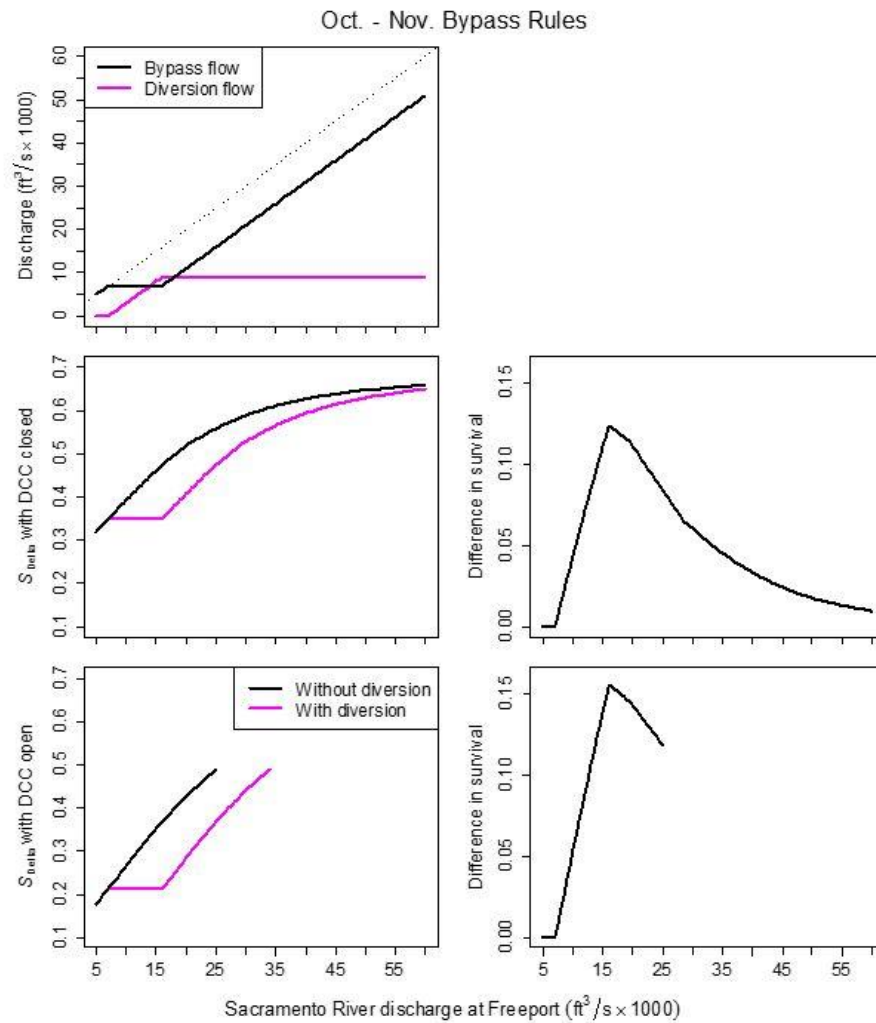 Oct. - Nov. Bypass Rules
Bypass flow
Diversion flow
Discharge (ft³/s × 1000)
0 10 20 30 40 50 60
S_Delta with DCC closed
0.1 0.2 0.3 0.4 0.5 0.6 0.7
Difference in survival
0.00 0.05 0.10 0.15
Without diversion
With diversion
S_Delta with DCC open
0.1 0.2 0.3 0.4 0.5 0.6 0.7
5 15 25 35 45 55
Difference in survival
0.00 0.05 0.10 0.15
5 15 25 35 45 55
Sacramento River discharge at Freeport (ft³/s × 1000)